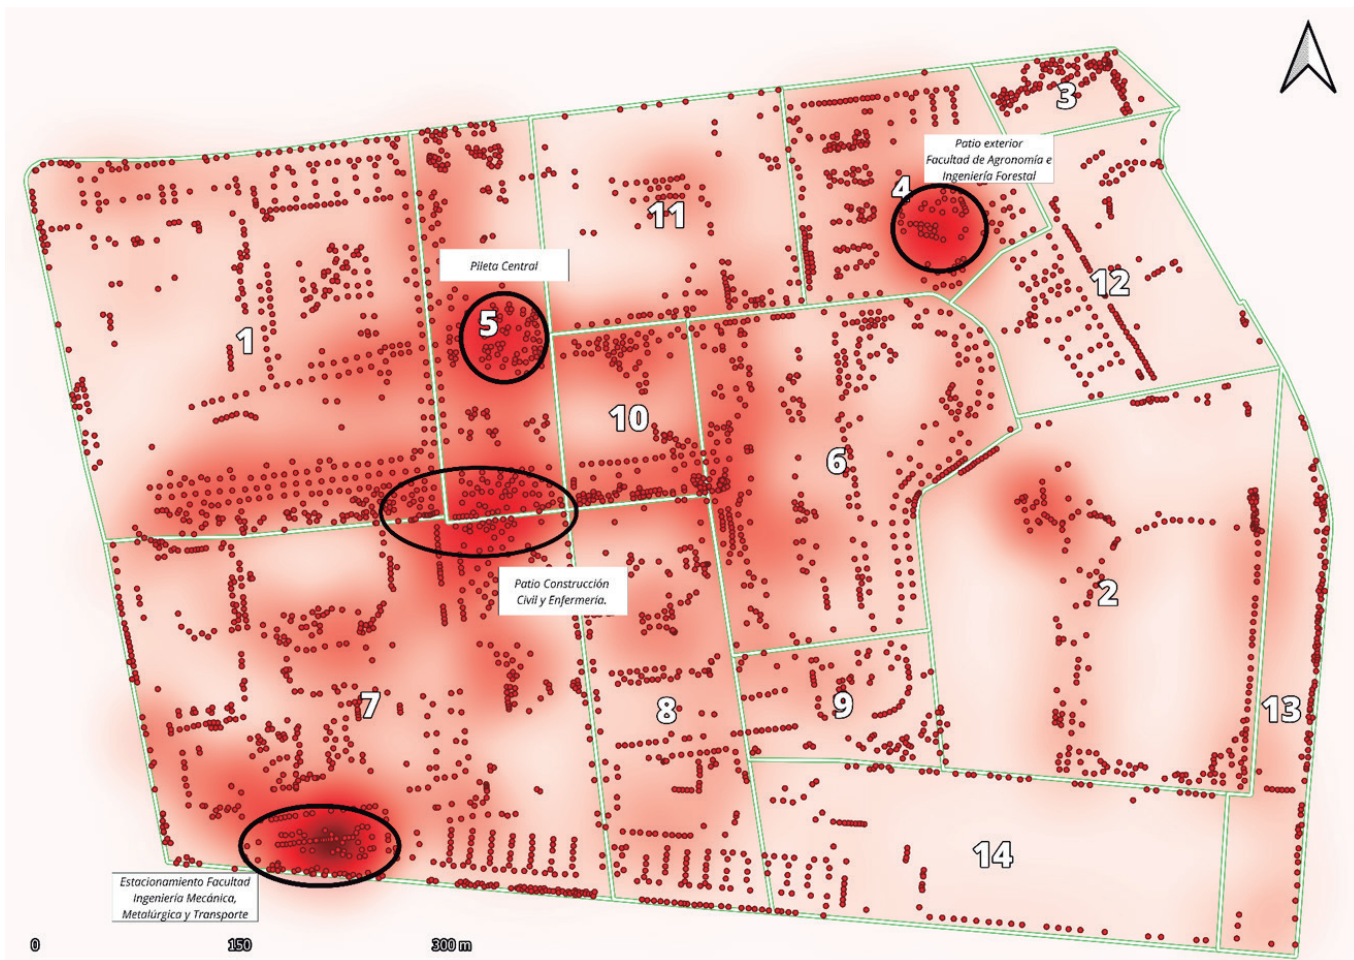 3
Patio exterior
Facultad de Agronomía e
Ingeniería Forestal
4
11
Pileta Central
12
5
1
10
6
Patio Construcción
Civil y Enfermería.
2
7
8
9
13
14
Estacionamiento Facultad
Ingeniería Mecánica,
Metalúrgica y Transporte
0 150 300 m